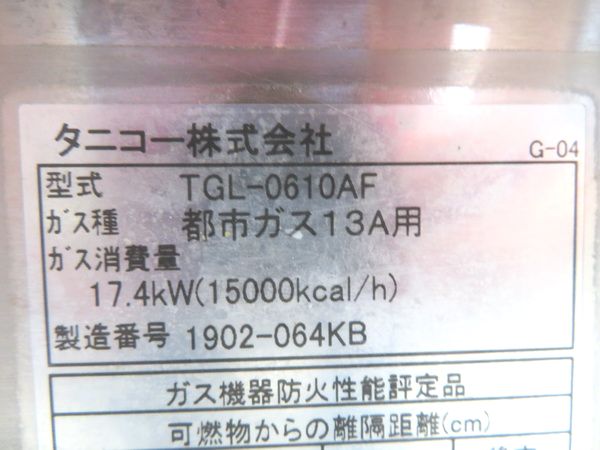 タニコー株式会社
G-04
型式 TGL-0610AF
ガス種 都市ガス13A用
ガス消費量
17.4kW(15000kcal/h)
製造番号 1902-064KB
ガス機器防火性能評定品
可燃物からの離隔距離(cm)